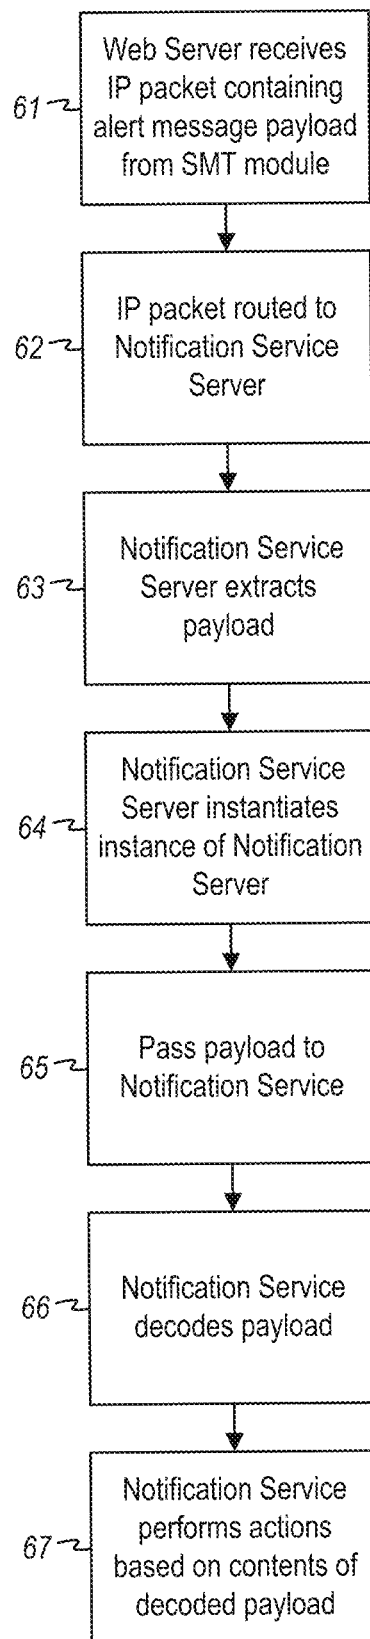 61
Web Server receives
IP packet containing
alert message payload
from SMT module
62
IP packet routed to
Notification Service
Server
63
Notification Service
Server extracts
payload
64
Notification Service
Server instantiates
instance of Notification
Server
65
Pass payload to
Notification Service
66
Notification Service
decodes payload
67
Notification Service
performs actions
based on contents of
decoded payload